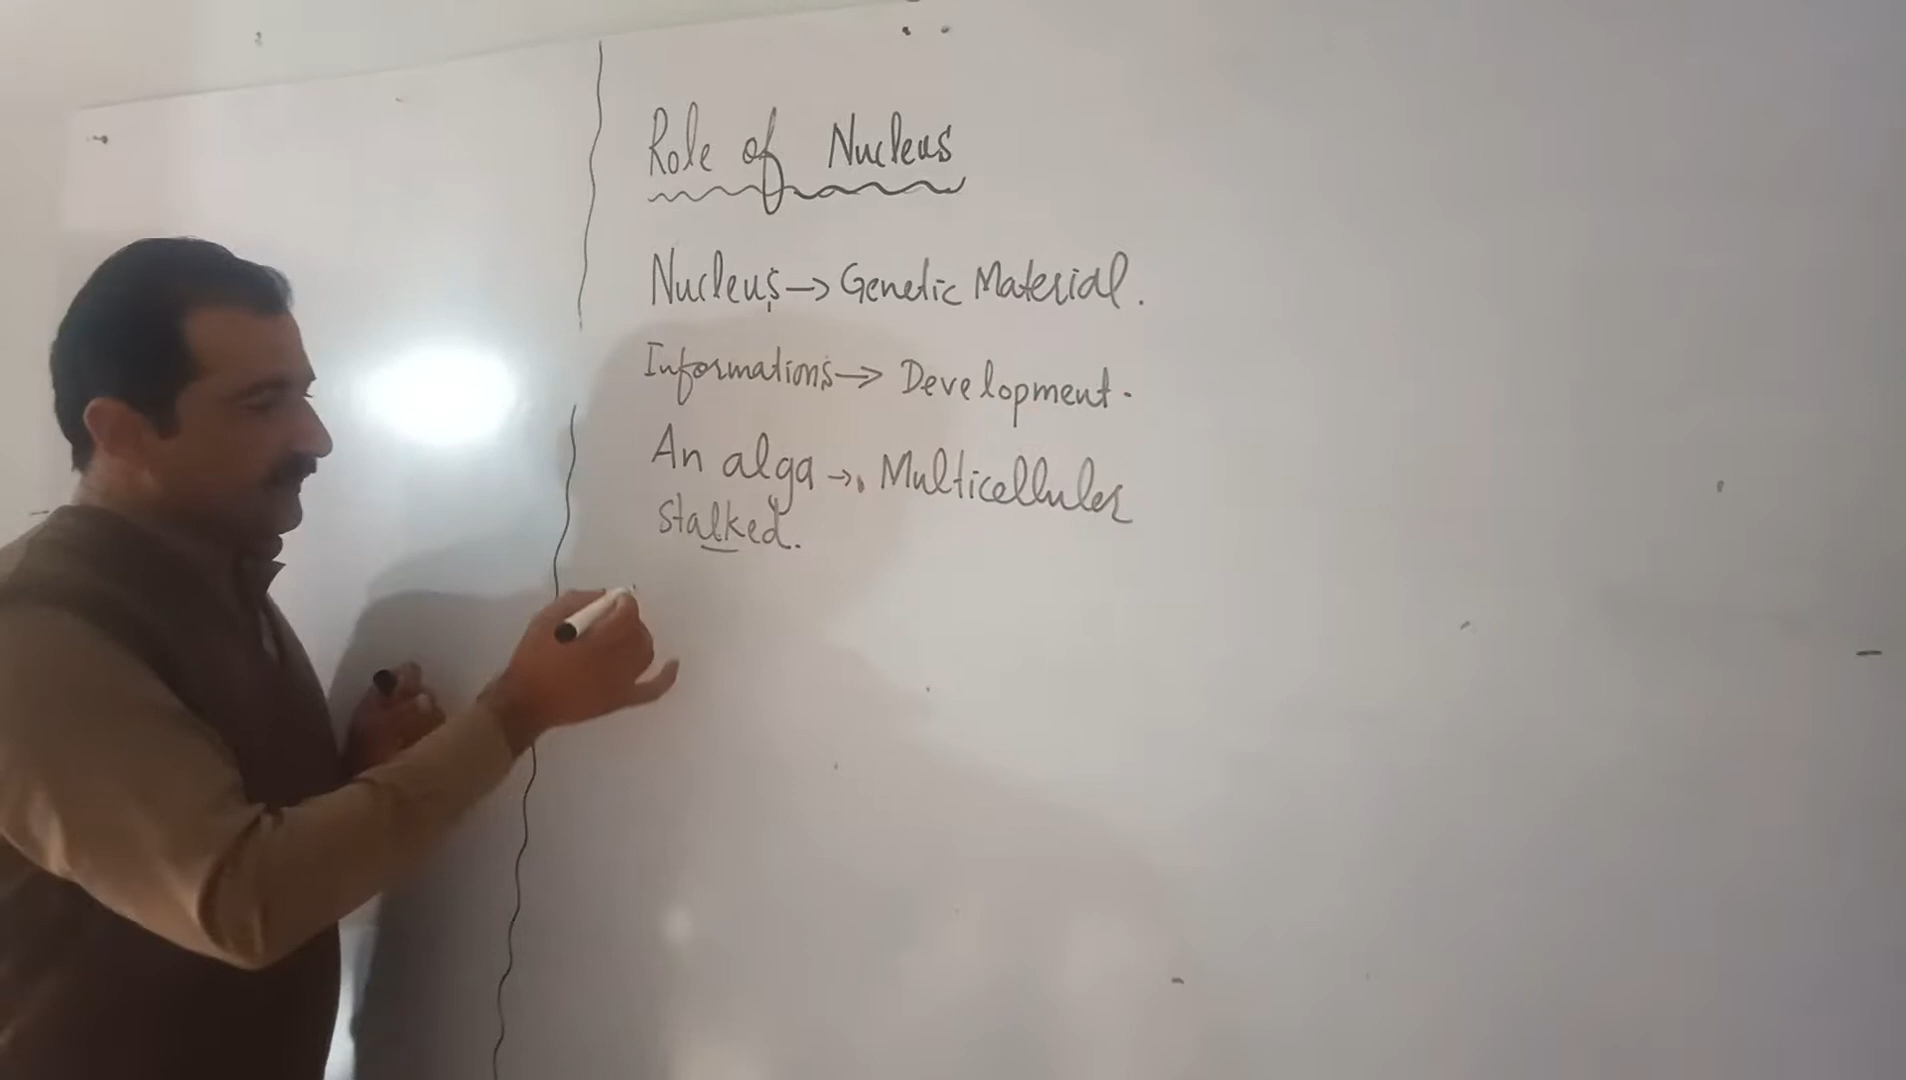 Role of Nucleus
Nucleus → Genetic Material.
Informations → Development.
An alga → Multicelluler
Stalked.